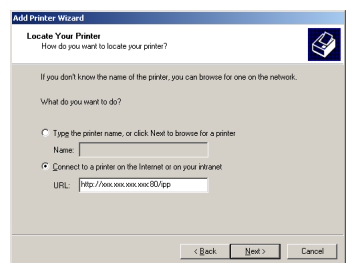 Add Printer Wizard
Locate Your Printer
How do you want to locate your printer?
If you don't know the name of the printer, you can browse for one on the network.
What do you want to do?
Type the printer name, or click Next to browse for a printer
Name:
Connect to a printer on the Internet or on your intranet
URL: http://xxx.xxx.xxx.xxx:80/ipp
< Back Next > Cancel